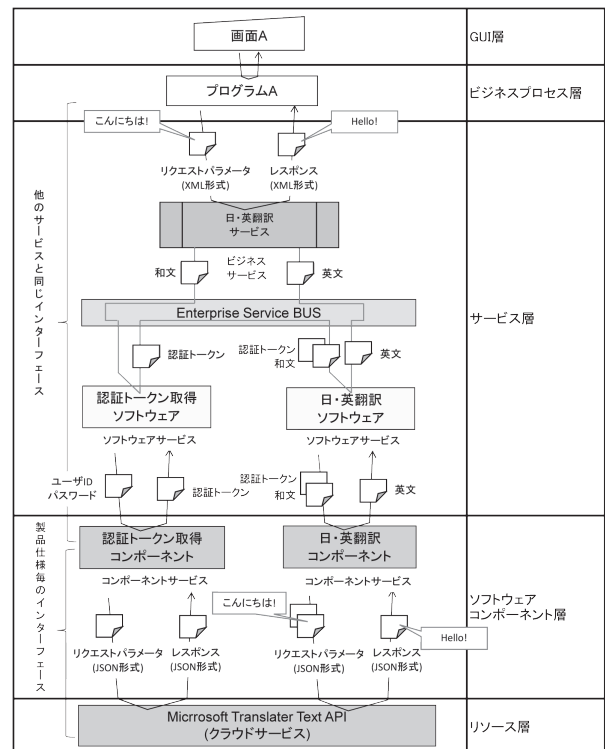 画面A
GUI層
プログラムA
ビジネスプロセス層
こんにちは!
Hello!
リクエストパラメータ
(XML形式)
レスポンス
(XML形式)
日・英翻訳
サービス
ビジネス
サービス
和文
英文
Enterprise Service BUS
サービス層
他のサービスと同じインターフェース
認証トークン
認証トークン
和文
英文
認証トークン取得
ソフトウェア
日・英翻訳
ソフトウェア
ソフトウェアサービス
ソフトウェアサービス
ユーザID
パスワード
認証トークン
認証トークン
和文
英文
製品仕様毎のインターフェース
認証トークン取得
コンポーネント
日・英翻訳
コンポーネント
コンポーネントサービス
コンポーネントサービス
ソフトウェア
コンポーネント層
こんにちは!
Hello!
リクエストパラメータ
(JSON形式)
レスポンス
(JSON形式)
リクエストパラメータ
(JSON形式)
レスポンス
(JSON形式)
Micrrosoft Translater Text API
(クラウドサービス)
リソース層